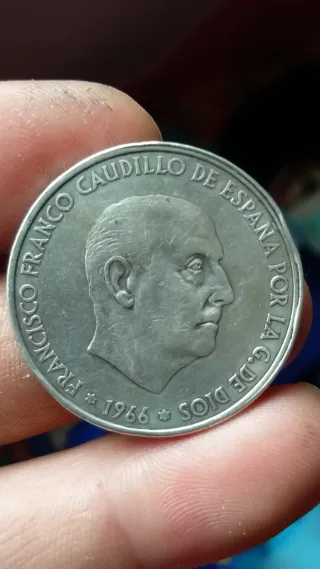 FRANCISCO FRANCO CAUDILLO DE ESPAÑA POR LA G. DE DIOS
* 1966 *